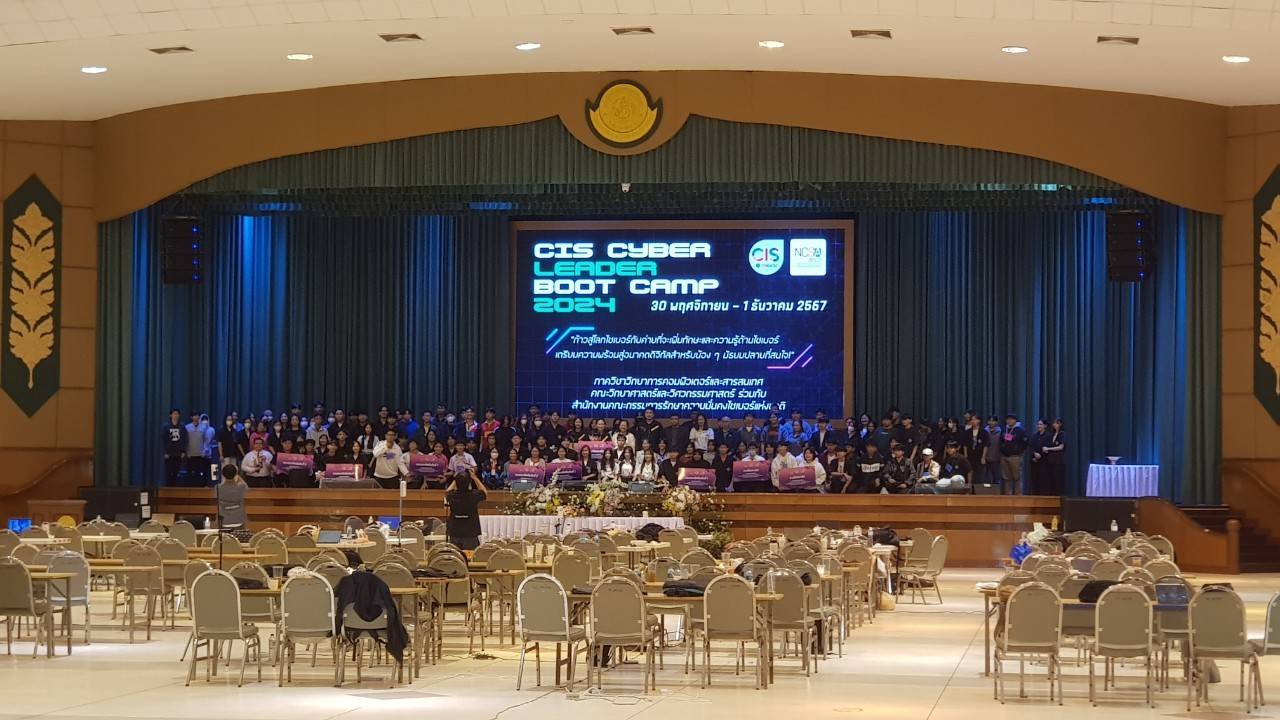 CIS CYBER
LEADER
BOOT CAMP
2024
30 พฤศจิกายน - 1 ธันวาคม 2567
CIS
NCSA
"ก้าวสู่โลกไซเบอร์กับค่ายที่จะเพิ่มทักษะและความรู้ด้านไซเบอร์
เตรียมความพร้อมสู่อนาคตดิจิทัลสำหรับน้อง ๆ มัธยมปลายที่สนใจ!"
ภาควิชาวิทยาการคอมพิวเตอร์และสารสนเทศ
คณะวิทยาศาสตร์และวิศวกรรมศาสตร์ ร่วมกับ
สำนักงานคณะกรรมการการรักษาความมั่นคงไซเบอร์แห่งชาติ